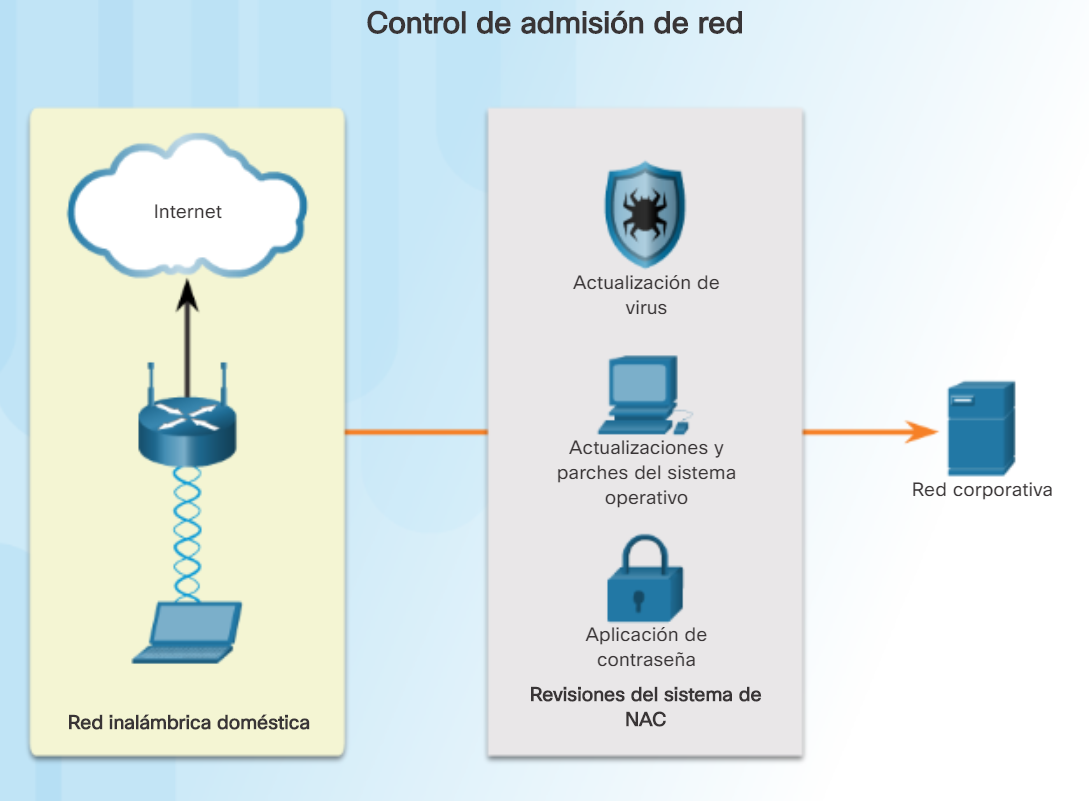 Control de admisión de red
Internet
Red inalámbrica doméstica
Actualización de
virus
Actualizaciones y
parches del sistema
operativo
Aplicación de
contraseña
Revisiones del sistema de
NAC
Red corporativa